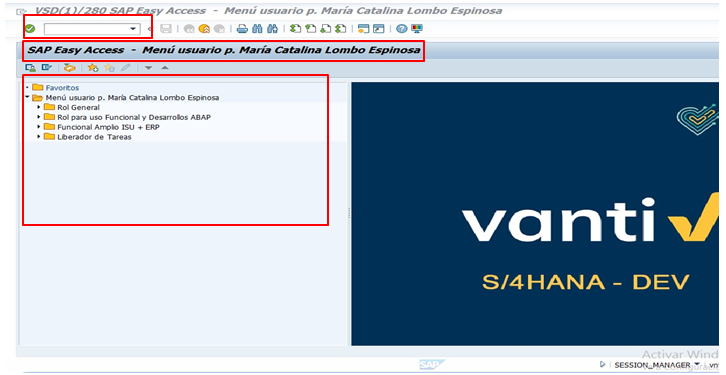 VSD(1)/280 SAP Easy Access - Menú usuario p. María Catalina Lombo Espinosa
SAP Easy Access - Menú usuario p. María Catalina Lombo Espinosa
Favoritos
Menú usuario p. María Catalina Lombo Espinosa
Rol General
Rol para uso Funcional y Desarrollos ABAP
Funcional Amplio ISU + ERP
Liberador de Tareas
vanti
S/4HANA - DEV
Activar Wind
SAP
SESSION_MANAGER